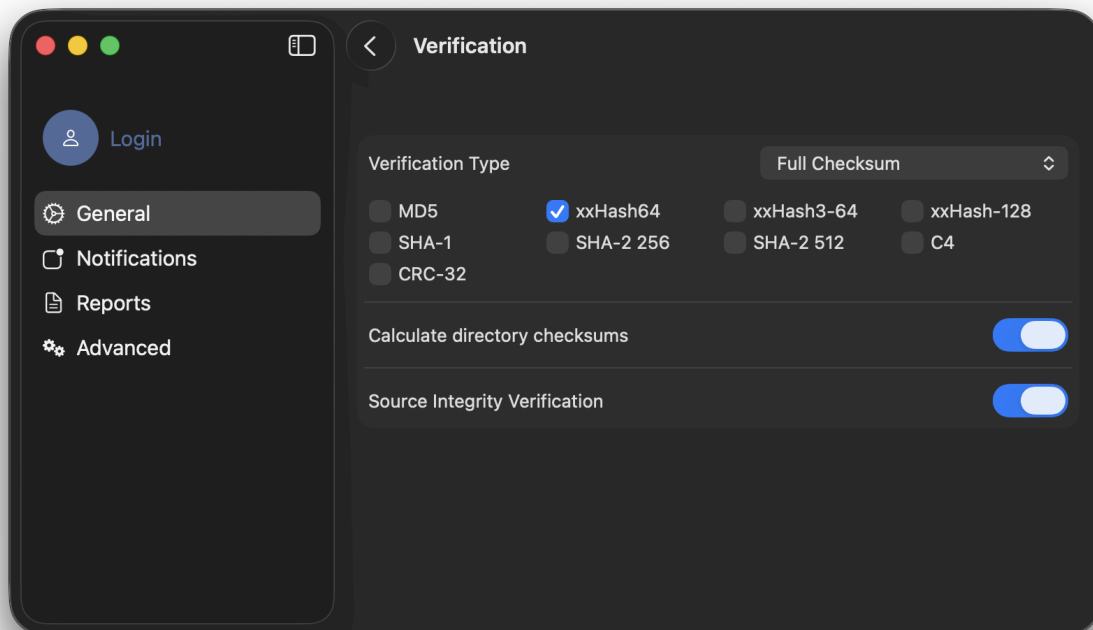 Verification
Login
General
Notifications
Reports
Advanced
Verification Type Full Checksum
MD5 xxHash64 xxHash3-64 xxHash-128
SHA-1 SHA-2 256 SHA-2 512 C4
CRC-32
Calculate directory checksums
Source Integrity Verification